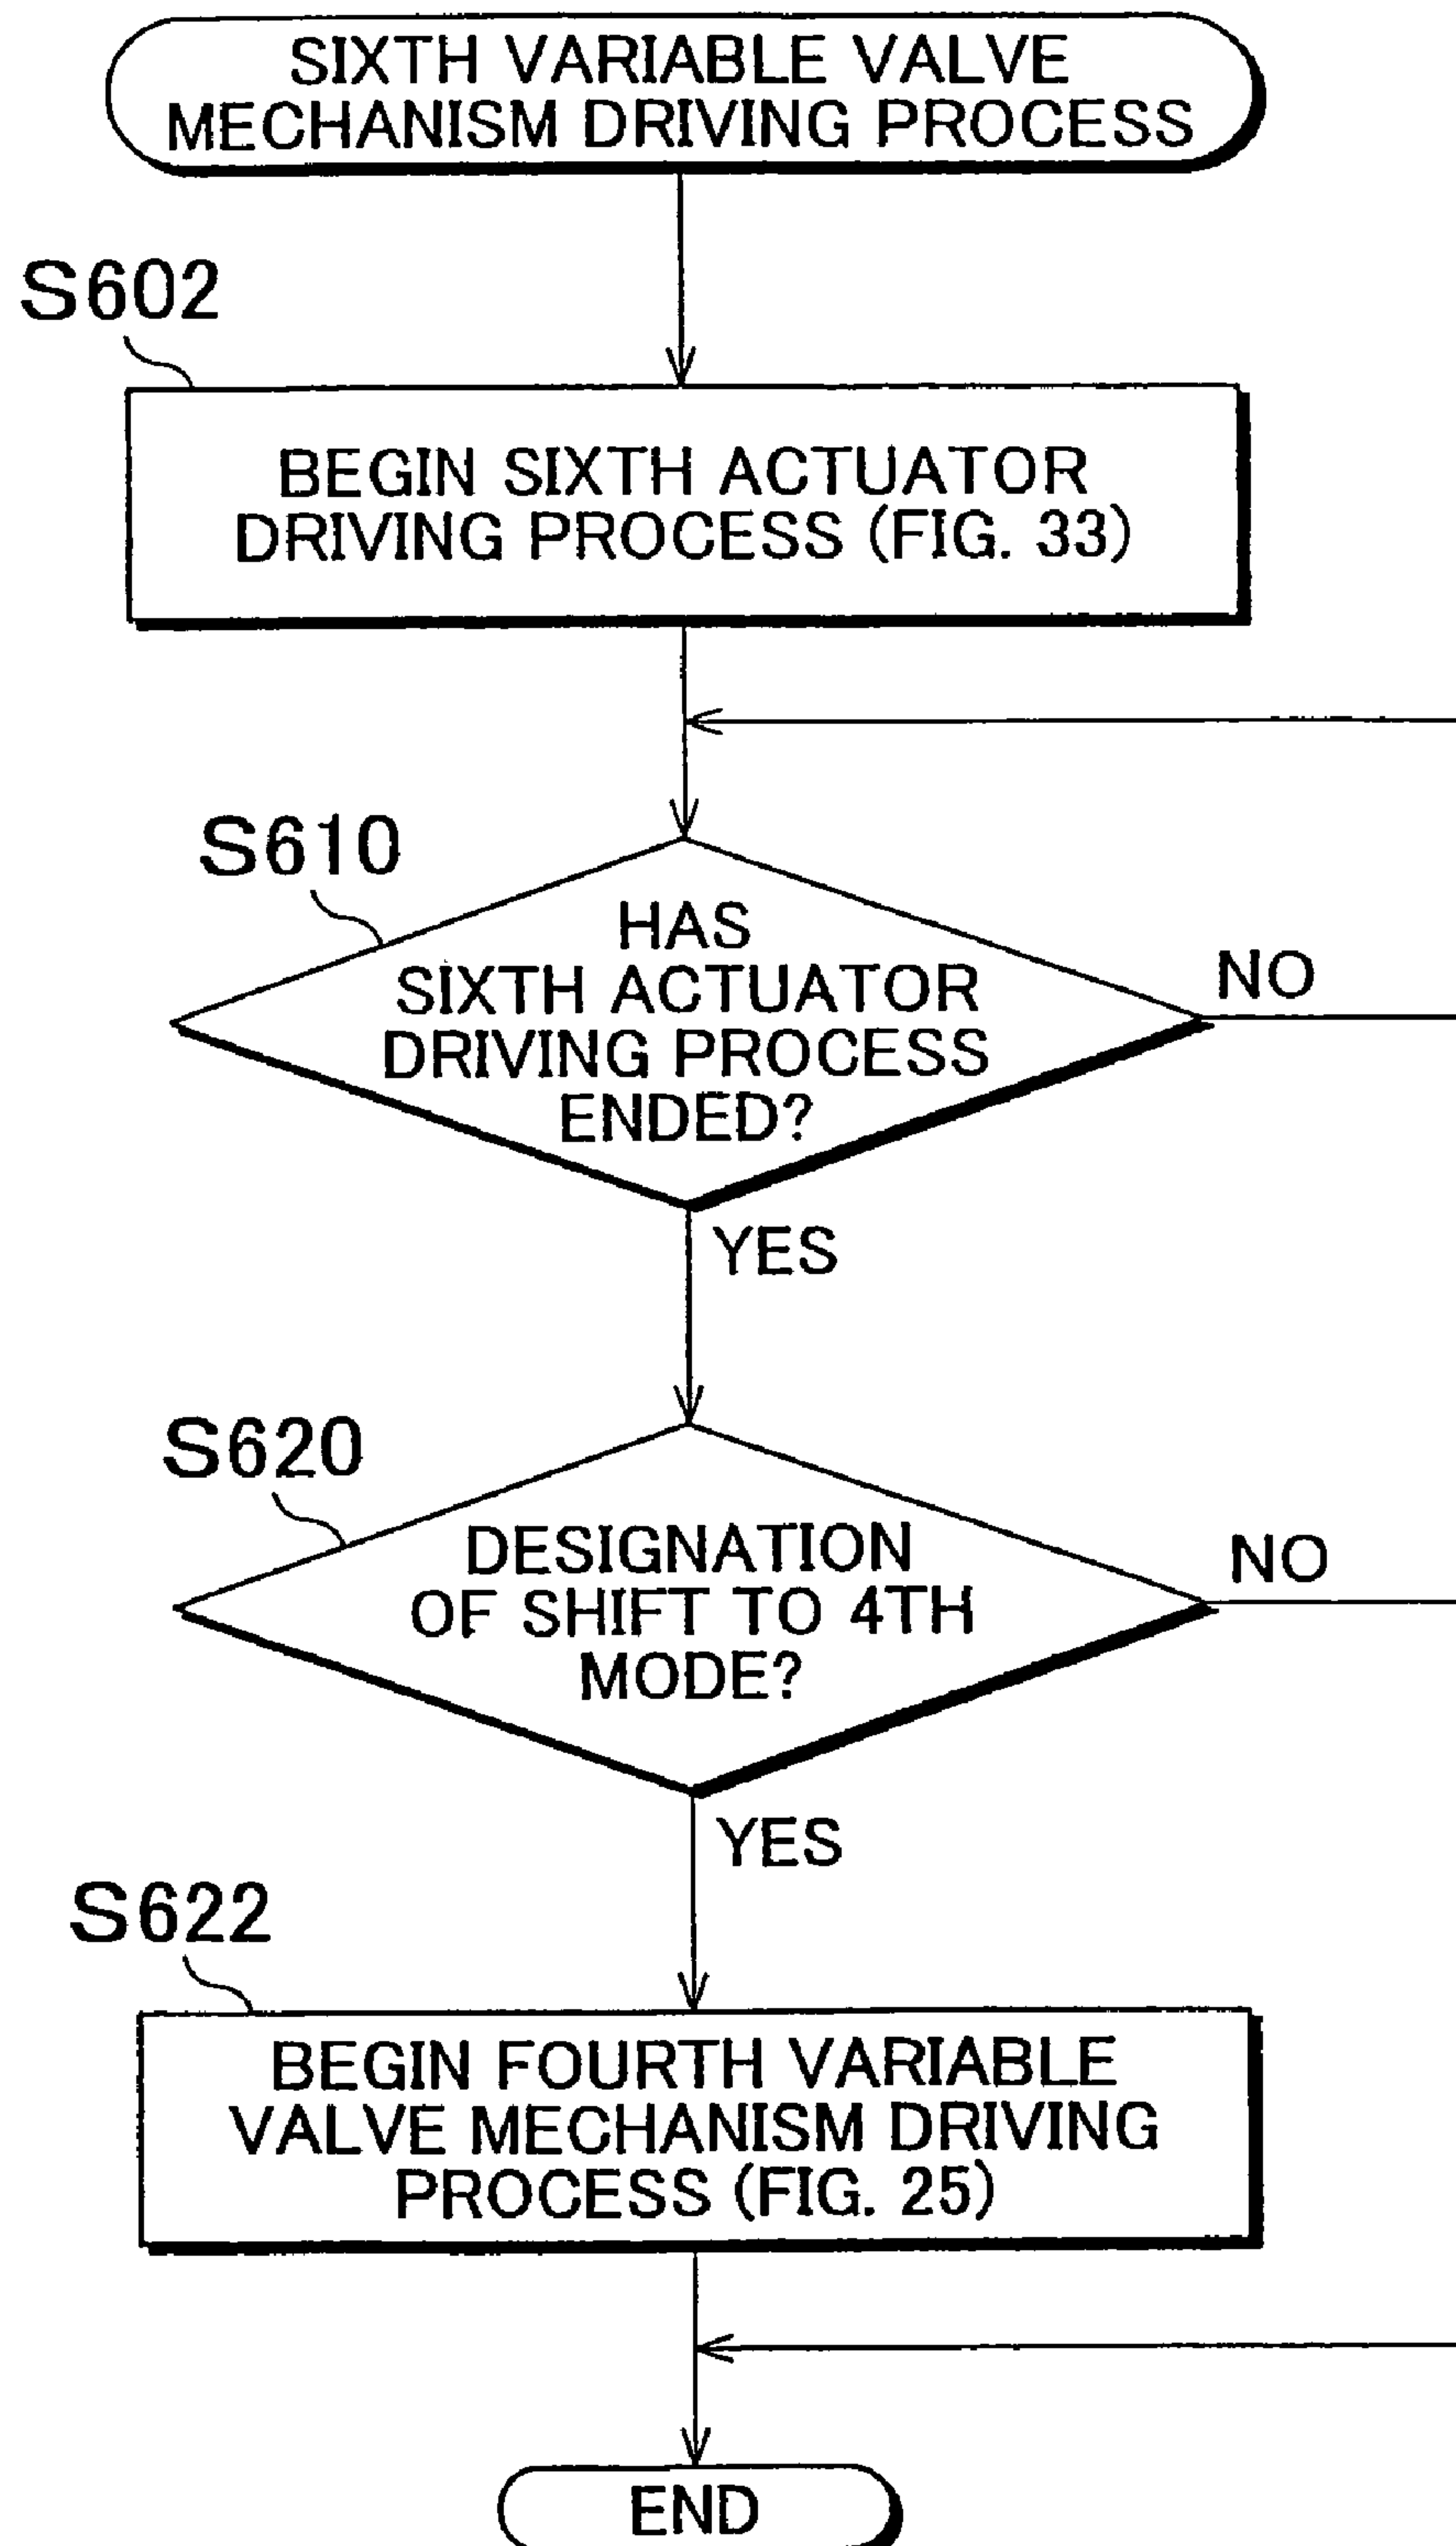 SIXTH VARIABLE VALVE
MECHANISM DRIVING PROCESS
S602
BEGIN SIXTH ACTUATOR
DRIVING PROCESS (FIG. 33)
S610
HAS
SIXTH ACTUATOR
DRIVING PROCESS
ENDED?
NO
YES
S620
DESIGNATION
OF SHIFT TO 4TH
MODE?
NO
YES
S622
BEGIN FOURTH VARIABLE
VALVE MECHANISM DRIVING
PROCESS (FIG. 25)
END